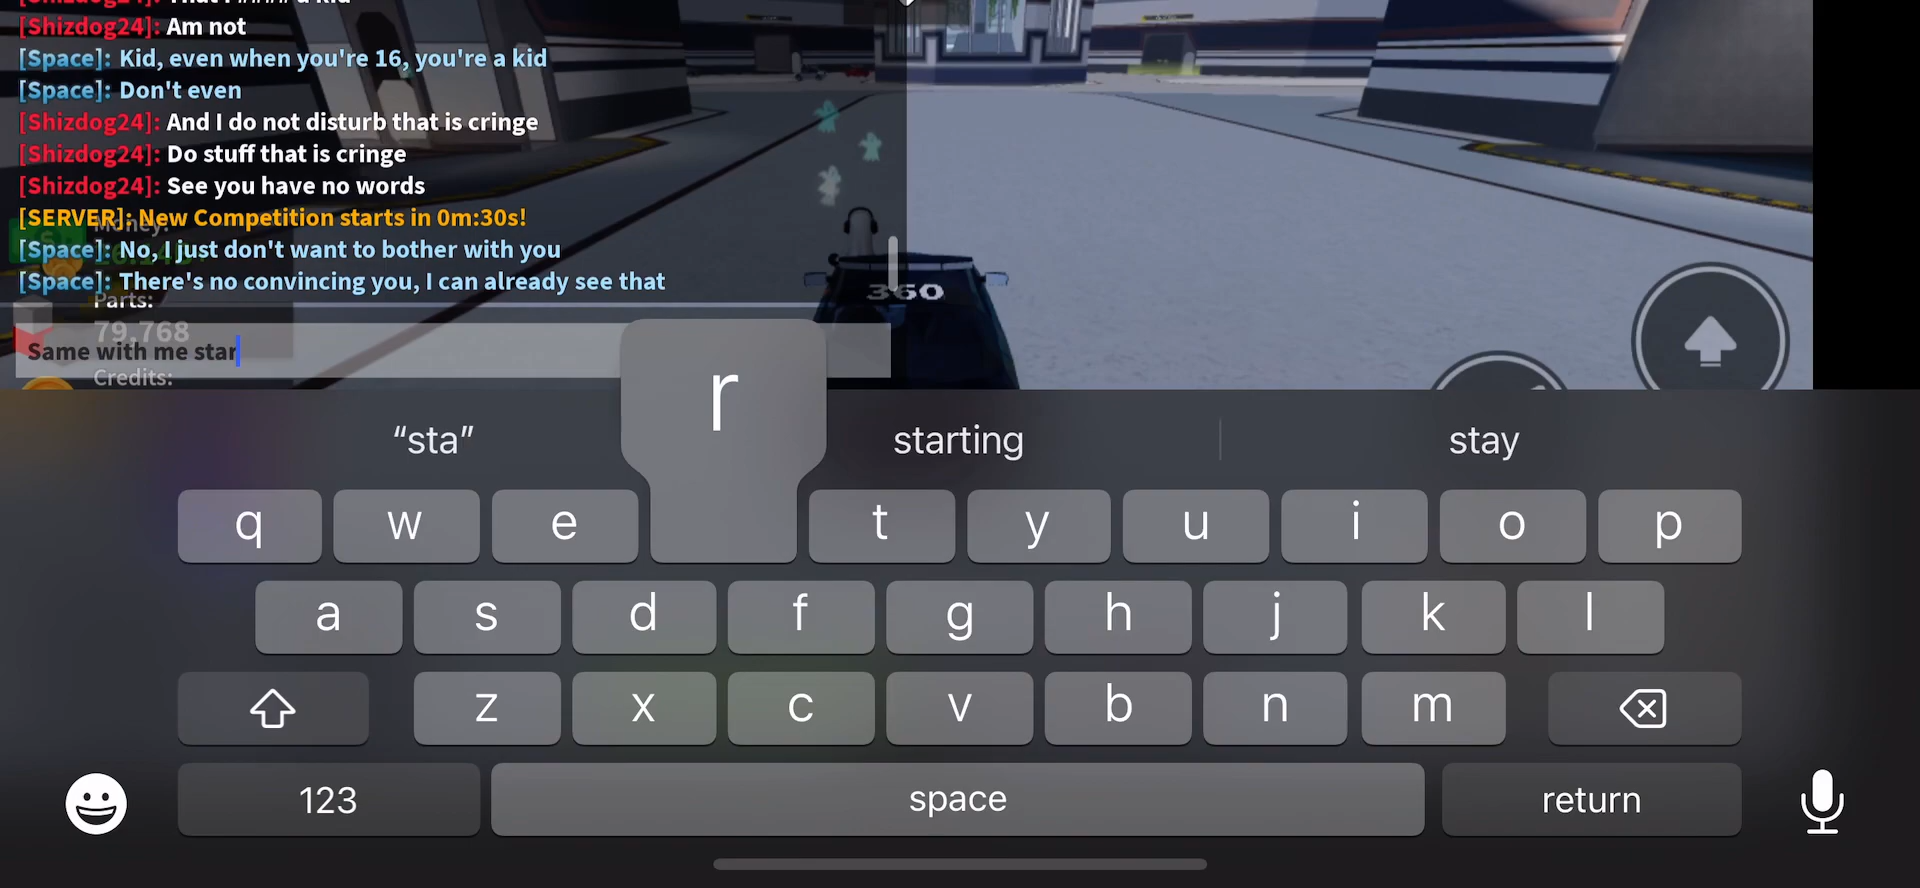 [Shizdog24]: Am not
[Space]: Kid, even when you're 16, you're a kid
[Space]: Don't even
[Shizdog24]: And I do not disturb that is cringe
[Shizdog24]: Do stuff that is cringe
[Shizdog24]: See you have no words
[SERVER]: New Competition starts in 0m:30s!
Money:
[Space]: No, I just don't want to bother with you
[Space]: There's no convincing you, I can already see that
360
Parts:
79,768
Same with me star
Credits:
r
“sta”
starting
stay
q w e t y u i o p
a s d f g h j k l
z x c v b n m
123
space
return